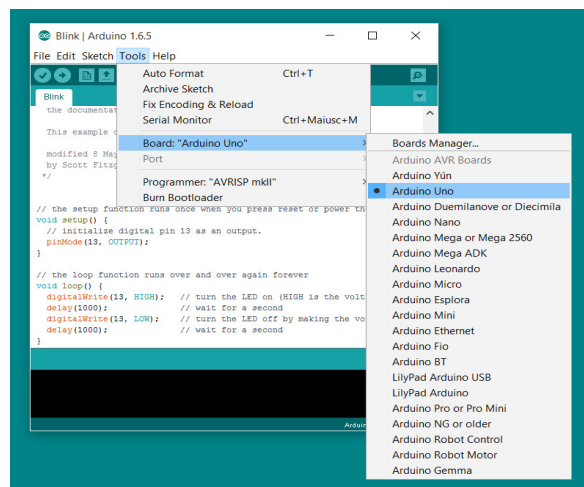 Blink | Arduino 1.6.5
File Edit Sketch Tools Help
Blink
the documentat
This example
modified 8 May
by Scott Fitzg
*/
// the setup function runs once when you press reset or power th
void setup() {
// initialize digital pin 13 as an output.
pinMode(13, OUTPUT);
}
// the loop function runs over and over again forever
void loop() {
digitalWrite(13, HIGH);   // turn the LED on (HIGH is the volt
delay(1000);              // wait for a second
digitalWrite(13, LOW);    // turn the LED off by making the vo
delay(1000);              // wait for a second
}
Auto Format Ctrl+T
Archive Sketch
Fix Encoding & Reload
Serial Monitor Ctrl+Maiusc+M
Board: "Arduino Uno"
Port
Programmer: "AVRISP mkII"
Burn Bootloader
Boards Manager...
Arduino AVR Boards
Arduino Yún
Arduino Uno
Arduino Duemilanove or Diecimila
Arduino Nano
Arduino Mega or Mega 2560
Arduino Mega ADK
Arduino Leonardo
Arduino Micro
Arduino Esplora
Arduino Mini
Arduino Ethernet
Arduino Fio
Arduino BT
LilyPad Arduino USB
LilyPad Arduino
Arduino Pro or Pro Mini
Arduino NG or older
Arduino Robot Control
Arduino Robot Motor
Arduino Gemma